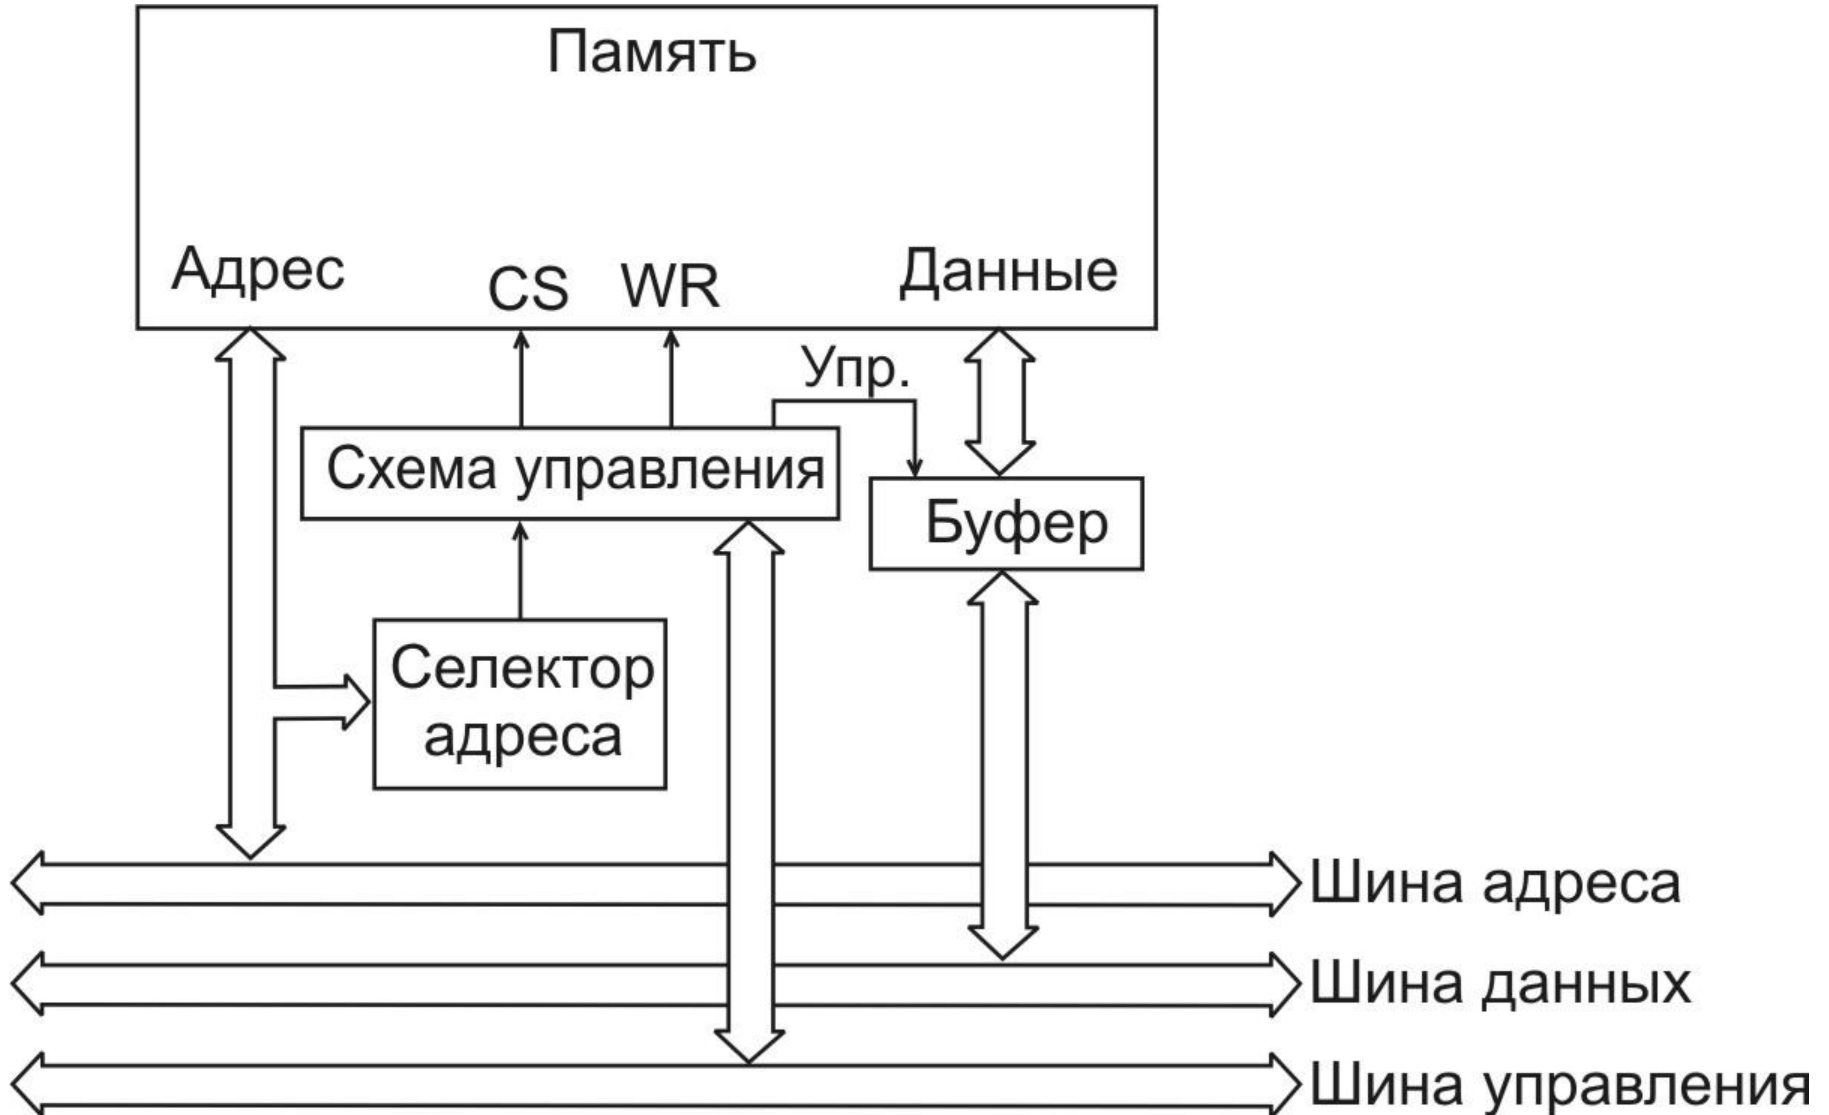 Память
Адрес
CS
WR
Данные
Упр.
Схема управления
Буфер
Селектор
адреса
Шина адреса
Шина данных
Шина управления